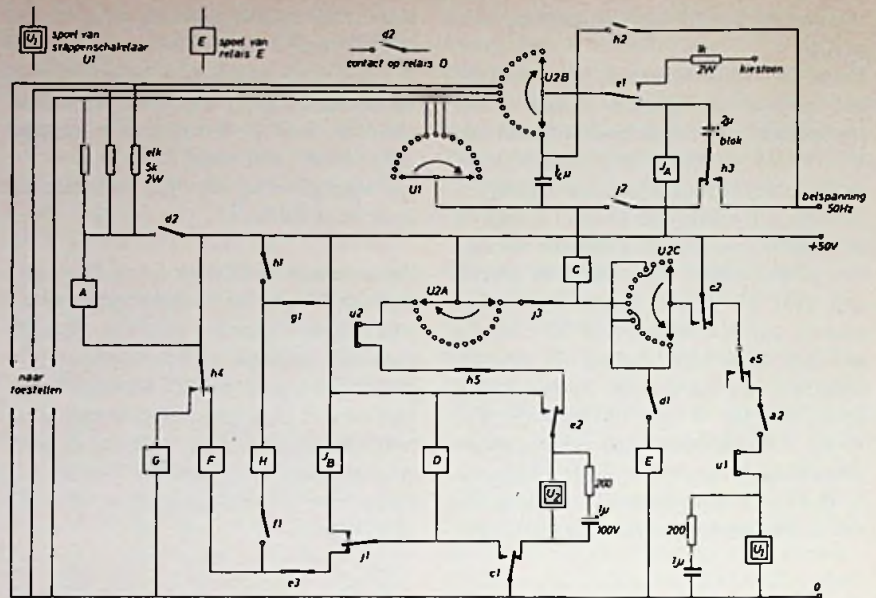 U1
spoel van
stappenschakelaar
U1
E
spoel van
relais E
d2
contact op relais D
h2
U2B
e1
1k
2W
kiestoon
2µ
blok
elk
5k
2W
U1
1µ
JA
h3
j2
belspanning
50Hz
d2
+50V
A
h1
g1
U2A
C
U2C
c2
u2
j3
naar
toestellen
h4
h5
e5
d1
a2
e2
G
F
H
JB
D
U2
200
1µ
100V
E
u1
f1
200
1µ
U1
e3
j1
c1
0